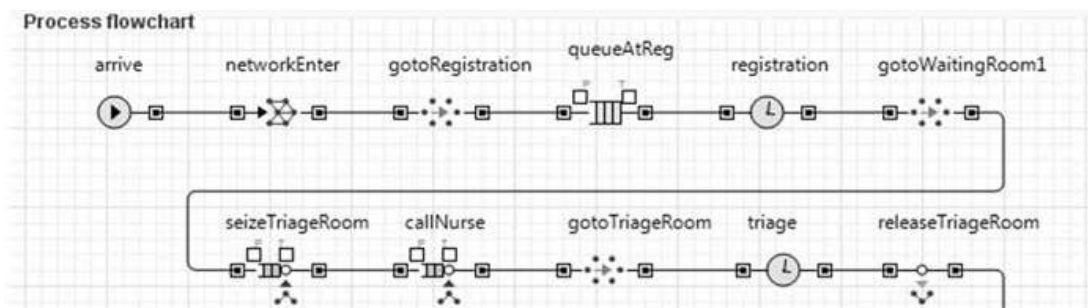 Process flowchart
arrive networkEnter gotoRegistration queueAtReg registration gotoWaitingRoom1
seizeTriageRoom callNurse gotoTriageRoom triage releaseTriageRoom